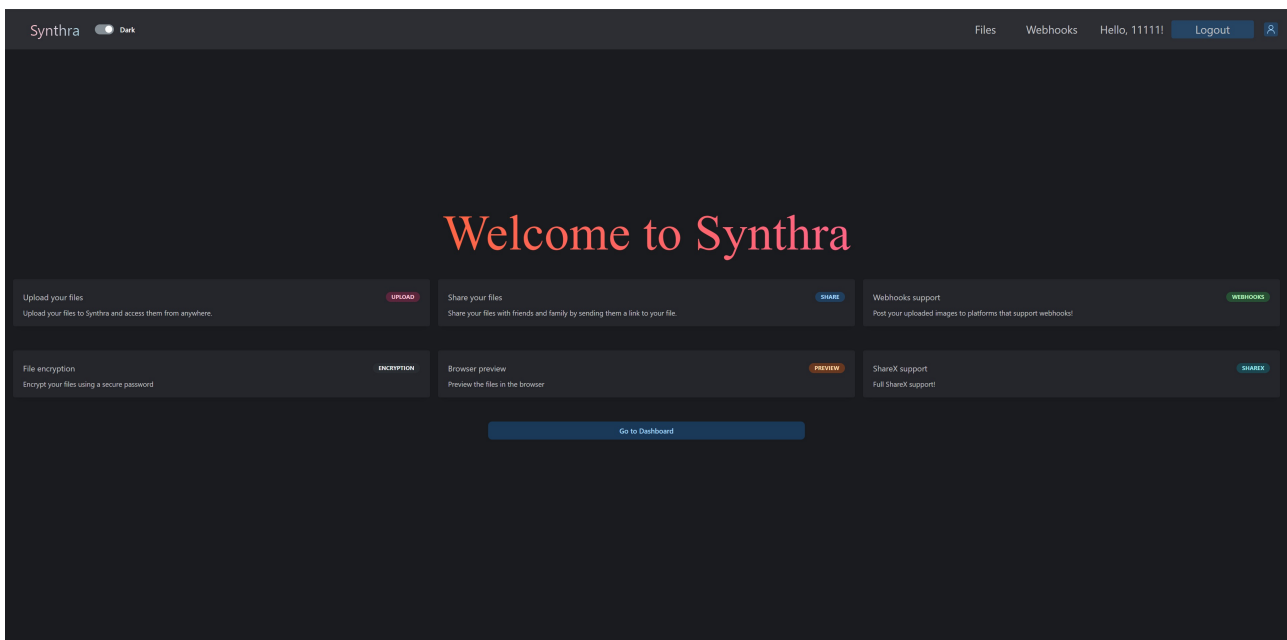 Synthra
Dark
Files
Webhooks
Hello, 11111!
Logout
Welcome to Synthra
Upload your files
UPLOAD
Upload your files to Synthra and access them from anywhere.
Share your files
SHARE
Share your files with friends and family by sending them a link to your file.
Webhooks support
WEBHOOKS
Post your uploaded images to platforms that support webhooks!
File encryption
ENCRYPTION
Encrypt your files using a secure password
Browser preview
PREVIEW
Preview the files in the browser
ShareX support
SHAREX
Full ShareX support!
Go to Dashboard